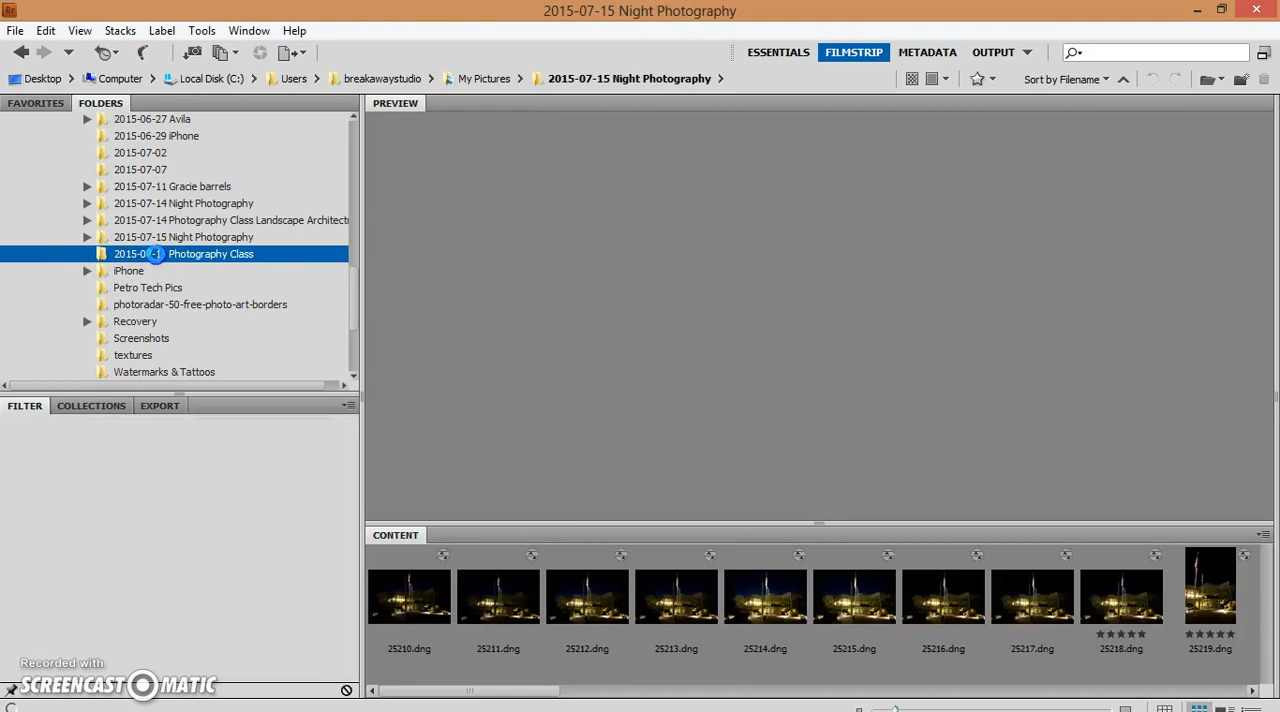 Br
2015-07-15 Night Photography
File Edit View Stacks Label Tools Window Help
ESSENTIALS FILMSTRIP METADATA OUTPUT
Desktop Computer Local Disk (C:) Users breakawaystudio My Pictures 2015-07-15 Night Photography Sort by Filename
FAVORITES FOLDERS
2015-06-27 Avila
2015-06-29 iPhone
2015-07-02
2015-07-07
2015-07-11 Gracie barrels
2015-07-14 Night Photography
2015-07-14 Photography Class Landscape Architect
2015-07-15 Night Photography
Photography Class
iPhone
Petro Tech Pics
photoradar-50-free-photo-art-borders
Recovery
Screenshots
textures
Watermarks & Tattoos
FILTER COLLECTIONS EXPORT
PREVIEW
CONTENT
25210.dng 25211.dng 25212.dng 25213.dng 25214.dng 25215.dng 25216.dng 25217.dng 25218.dng 25219.dng
Recorded with
SCREENCAST MATIC